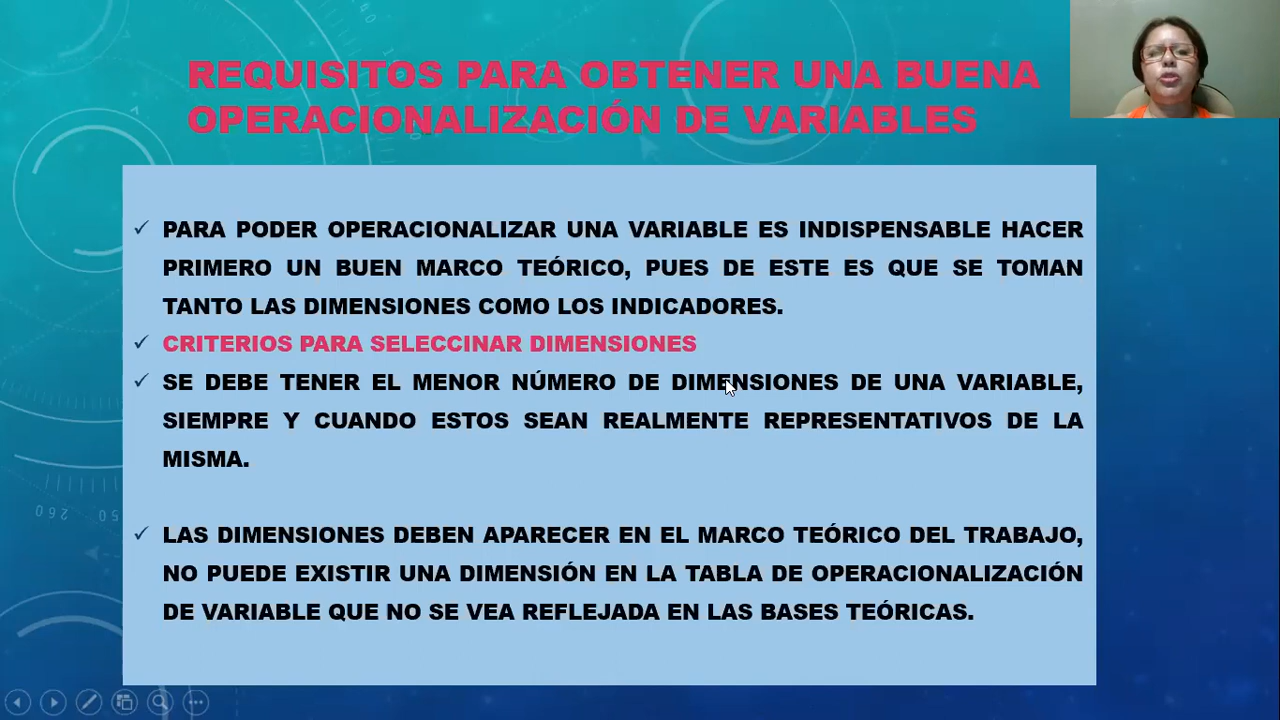 REQUISITOS PARA OBTENER UNA BUENA
OPERACIONALIZACIÓN DE VARIABLES
PARA PODER OPERACIONALIZAR UNA VARIABLE ES INDISPENSABLE HACER
PRIMERO UN BUEN MARCO TEÓRICO, PUES DE ESTE ES QUE SE TOMAN
TANTO LAS DIMENSIONES COMO LOS INDICADORES.
CRITERIOS PARA SELECCINAR DIMENSIONES
SE DEBE TENER EL MENOR NÚMERO DE DIMENSIONES DE UNA VARIABLE,
SIEMPRE Y CUANDO ESTOS SEAN REALMENTE REPRESENTATIVOS DE LA
MISMA.
LAS DIMENSIONES DEBEN APARECER EN EL MARCO TEÓRICO DEL TRABAJO,
NO PUEDE EXISTIR UNA DIMENSIÓN EN LA TABLA DE OPERACIONALIZACIÓN
DE VARIABLE QUE NO SE VEA REFLEJADA EN LAS BASES TEÓRICAS.